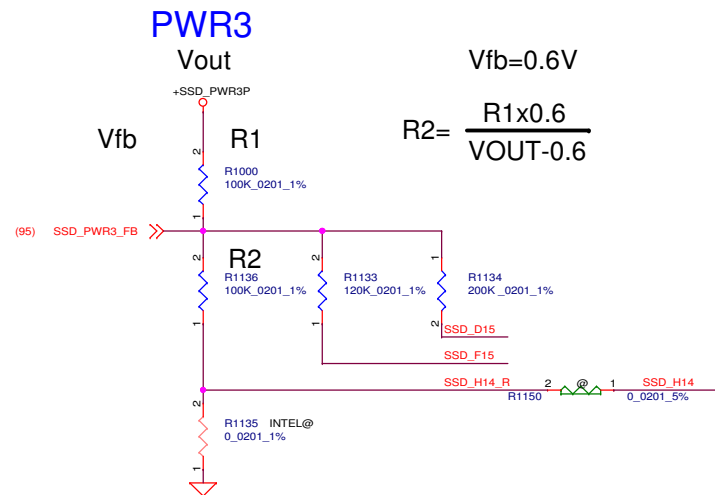 PWR3
Vout
Vfb=0.6V
+SSD_PWR3P
R2= R1x0.6
VOUT-0.6
Vfb
R1
2
R1000
100K_0201_1%
1
(95) SSD_PWR3_FB
R2
2
R1136
100K_0201_1%
1
2
R1133
120K_0201_1%
1
1
R1134
200K _0201_1%
2
SSD_D15
SSD_F15
SSD_H14_R
2
@
1
SSD_H14
R1150
0_0201_5%
2
R1135 INTEL@
0_0201_1%
1